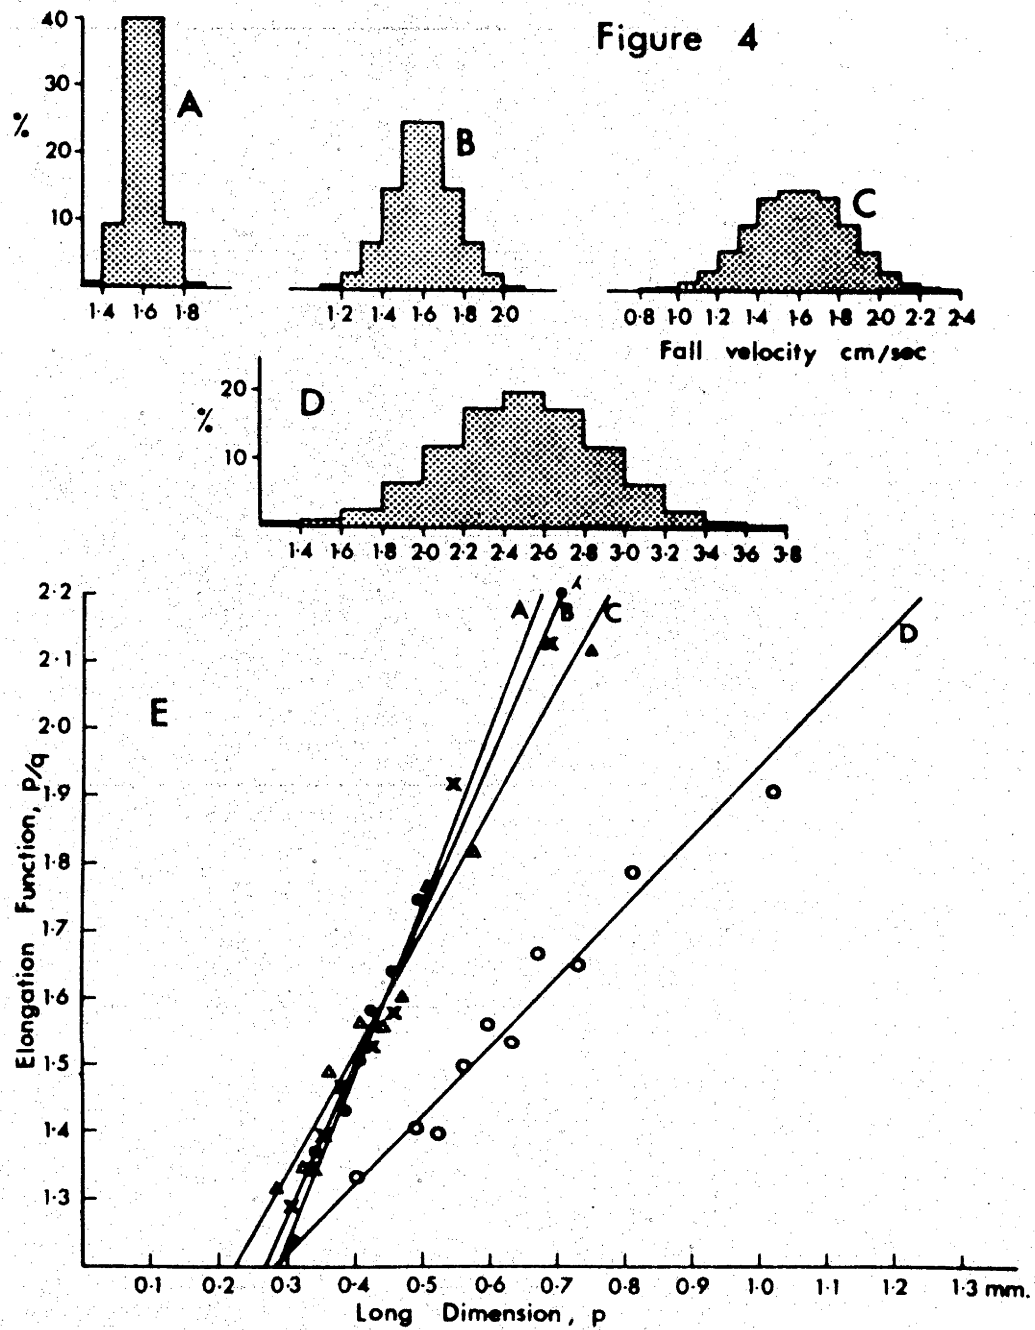 Figure 4
40
30
20
10
%
A
1·4 1·6 1·8
B
1·2 1·4 1·6 1·8 2·0
C
0·8 1·0 1·2 1·4 1·6 1·8 2·0 2·2 2·4
Fall velocity cm/sec
20
10
%
D
1·4 1·6 1·8 2·0 2·2 2·4 2·6 2·8 3·0 3·2 3·4 3·6 3·8
2·2
2·1
2·0
1·9
1·8
1·7
1·6
1·5
1·4
1·3
Elongation Function, P/q
E
A B C D
0·1 0·2 0·3 0·4 0·5 0·6 0·7 0·8 0·9 1·0 1·1 1·2 1·3 mm.
Long Dimension, p